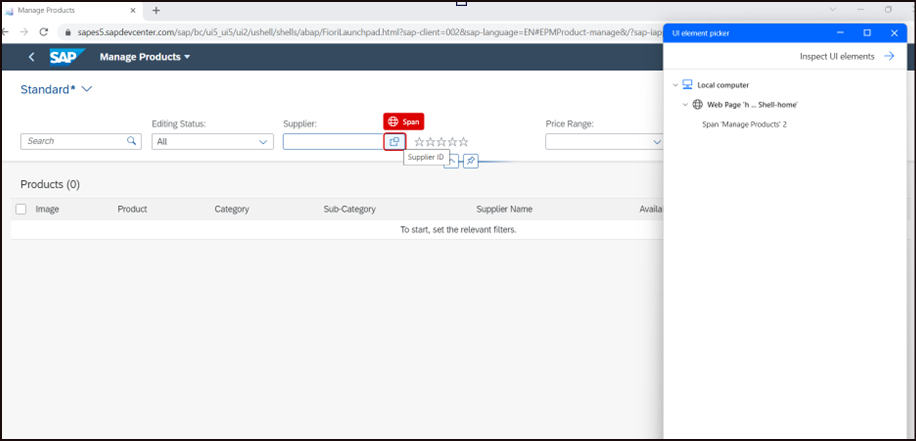 Manage Products
UI element picker
sapes5.sapdevcenter.com/sap/bc/ui5_ui5/ui2/ushell/shells/abap/FioriLaunchpad.html?sap-client=002&sap-language=EN#EPMProduct-manage&/?sap-iap
SAP
Manage Products
Inspect UI elements
Standard*
Local computer
Web Page 'h ... Shell-home'
Span 'Manage Products' 2
Span
Editing Status:
Supplier:
Price Range:
Search
All
Supplier ID
Products (0)
Image
Product
Category
Sub-Category
Supplier Name
Availa
To start, set the relevant filters.